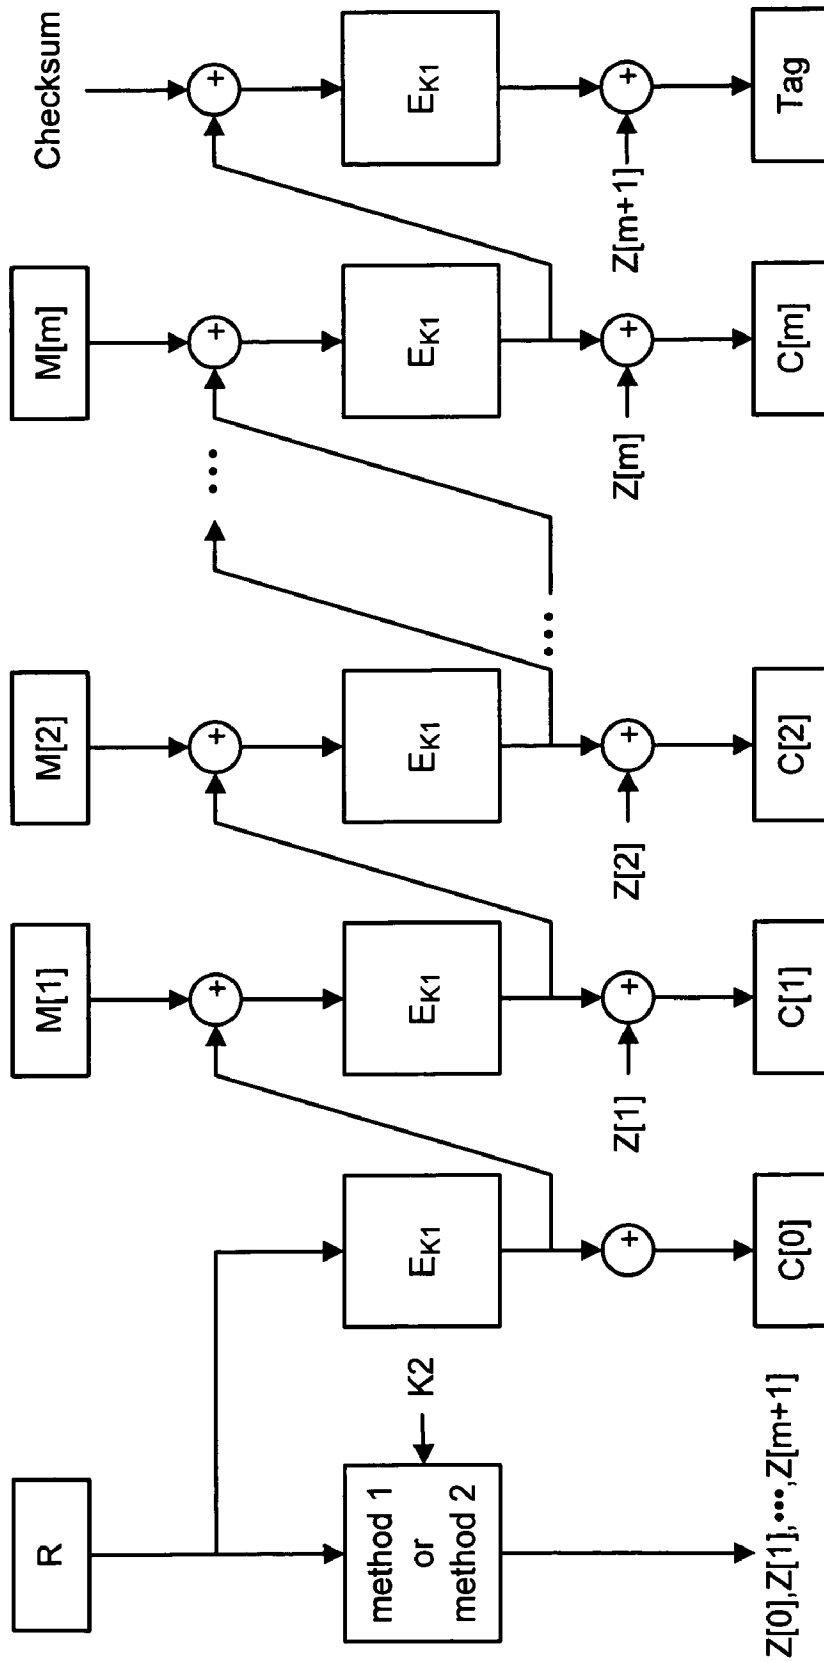 R
M[1]
M[2]
M[m]
Checksum
+
+
...
+
+
method 1
or
method 2
K2
EK1
EK1
EK1
EK1
EK1
...
+
Z[1]
+
Z[2]
+
Z[m]
+
Z[m+1]
+
Z[0],Z[1],•••,Z[m+1]
C[0]
C[1]
C[2]
C[m]
Tag